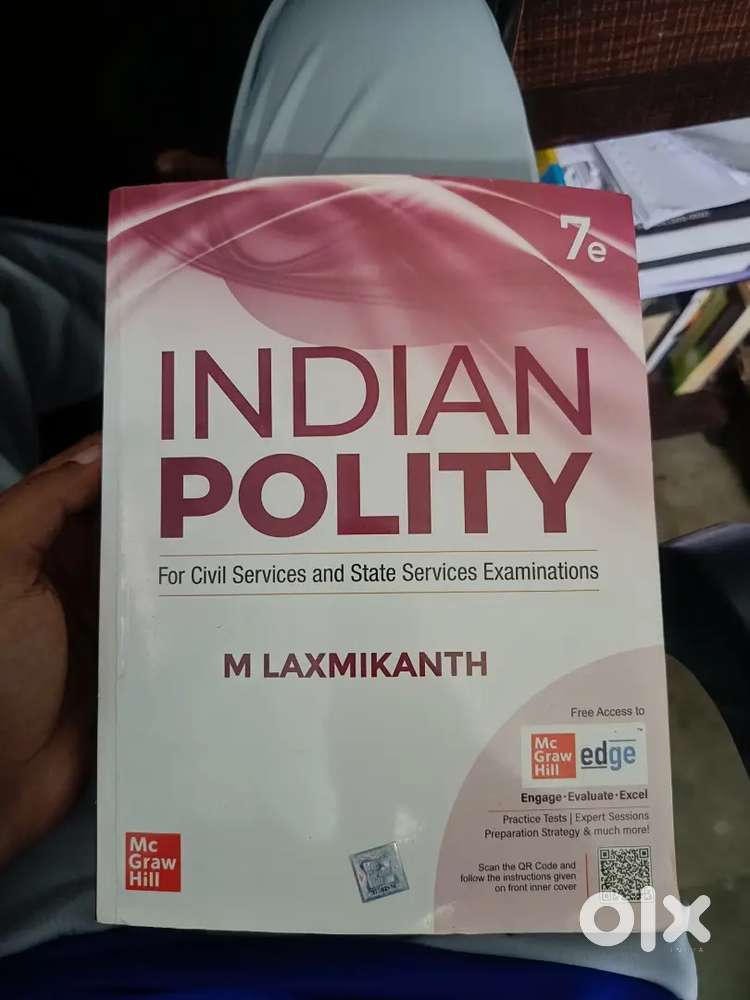 7e
INDIAN
POLITY
For Civil Services and State Services Examinations
M LAXMIKANTH
Free Access to
Mc
Graw
Hill
edge
Engage·Evaluate·Excel
Practice Tests | Expert Sessions
Preparation Strategy & much more!
Scan the QR Code and
follow the instructions given
on front inner cover
Mc
Graw
Hill
olx
INDIA